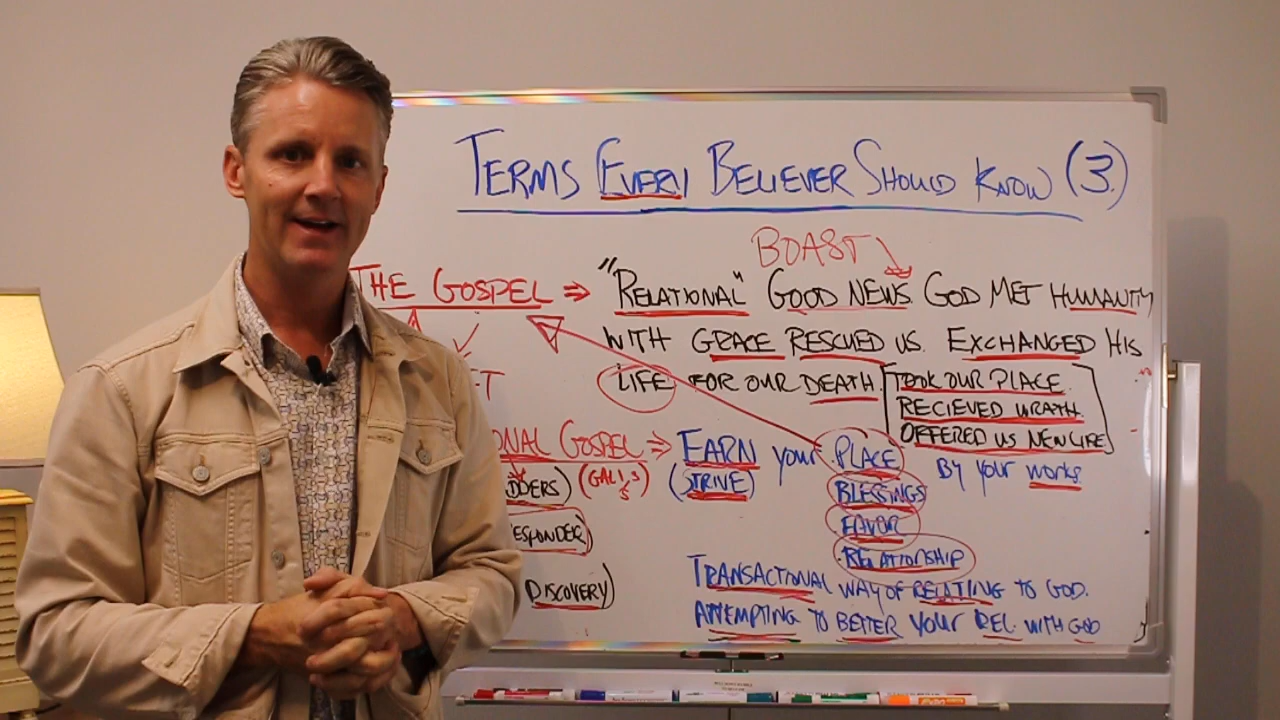 TERMS EVERY BELIEVER SHOULD KNOW (3.)
BOAST
THE GOSPEL ⇒ "RELATIONAL" GOOD NEWS. GOD MET HUMANITY
WITH GRACE RESCUED US. EXCHANGED HIS
LIFE FOR OUR DEATH.
TOOK OUR PLACE.
RECIEVED WRATH.
OFFERED US NEW LIFE
ONAL GOSPEL ⇒ EARN your PLACE
(STRIVE) BLESSINGS
FAVOR
RELATIONSHIP
By your works.
DDERS)
ESPONDER)
DISCOVERY)
TRANSACTIONAL WAY OF RELATING TO GOD.
ATTEMPTING TO BETTER YOUR REL. WITH GOD